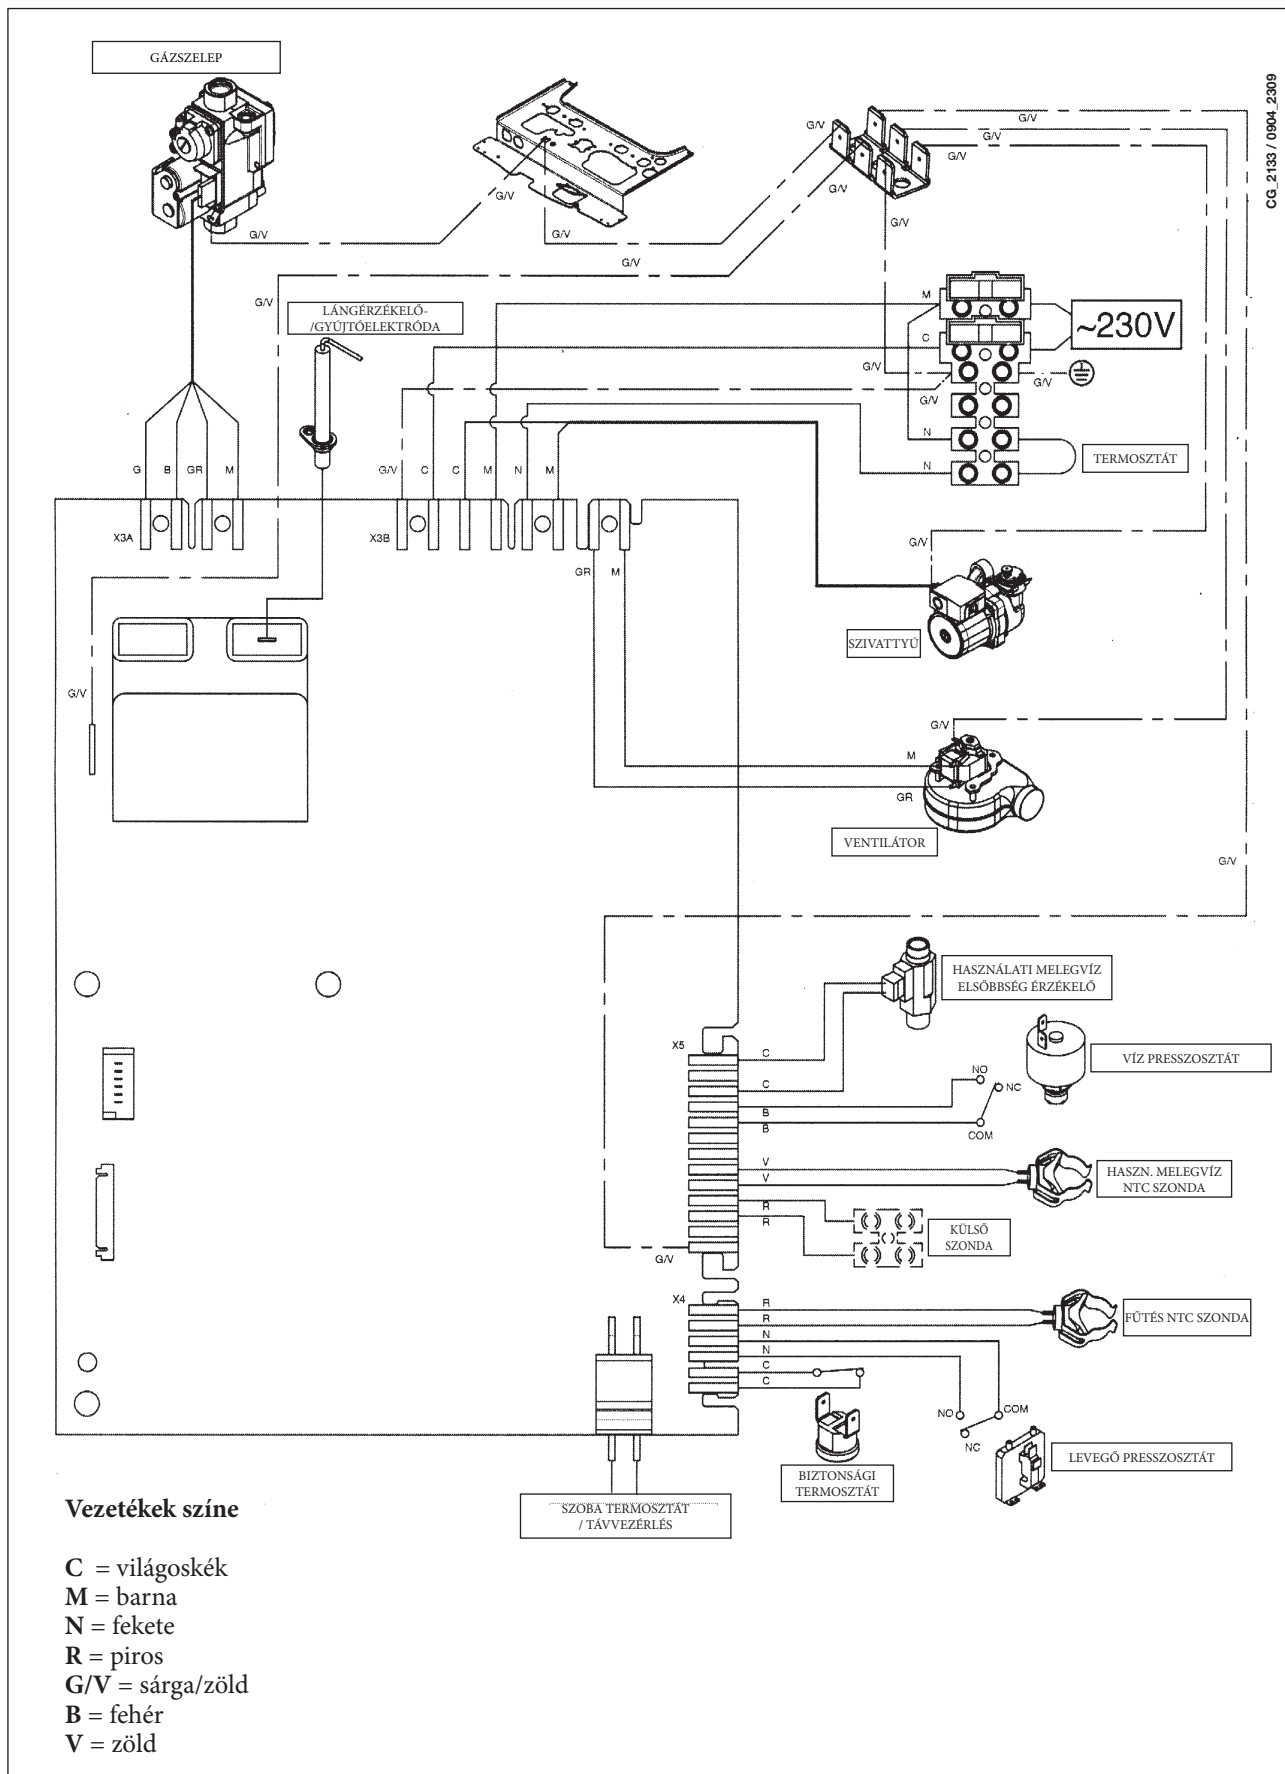 GÁZSZELEP
CG_2133 / 0904_2309
G/V
G/V
G/V
G/V
G/V
G/V
G/V
G/V
G/V
G/V
G/V
LÁNGÉRZÉKELŐ-
/GYÚJTÓELEKTRÓDA
M
C
~230V
G/V
G/V
G/V
N
N
TERMOSZTÁT
G
B
GR
M
G/V
C
C
M
N
M
X3A
X3B
GR
M
G/V
SZIVATTYÚ
G/V
G/V
M
GR
VENTILÁTOR
G/V
HASZNÁLATI MELEGVÍZ
ELSŐBBSÉG ÉRZÉKELŐ
X5
C
C
NO
NC
B
B
COM
VÍZ PRESSZOSZTÁT
V
V
HASZN. MELEGVÍZ
NTC SZONDA
R
R
KÜLSŐ
SZONDA
G/V
X4
R
R
FŰTÉS NTC SZONDA
N
N
C
C
NO
COM
NC
LEVEGŐ PRESSZOSZTÁT
BIZTONSÁGI
TERMOSZTÁT
SZOBA TERMOSZTÁT
/ TÁVVEZÉRLÉS
Vezetékek színe
C = világoskék
M = barna
N = fekete
R = piros
G/V = sárga/zöld
B = fehér
V = zöld